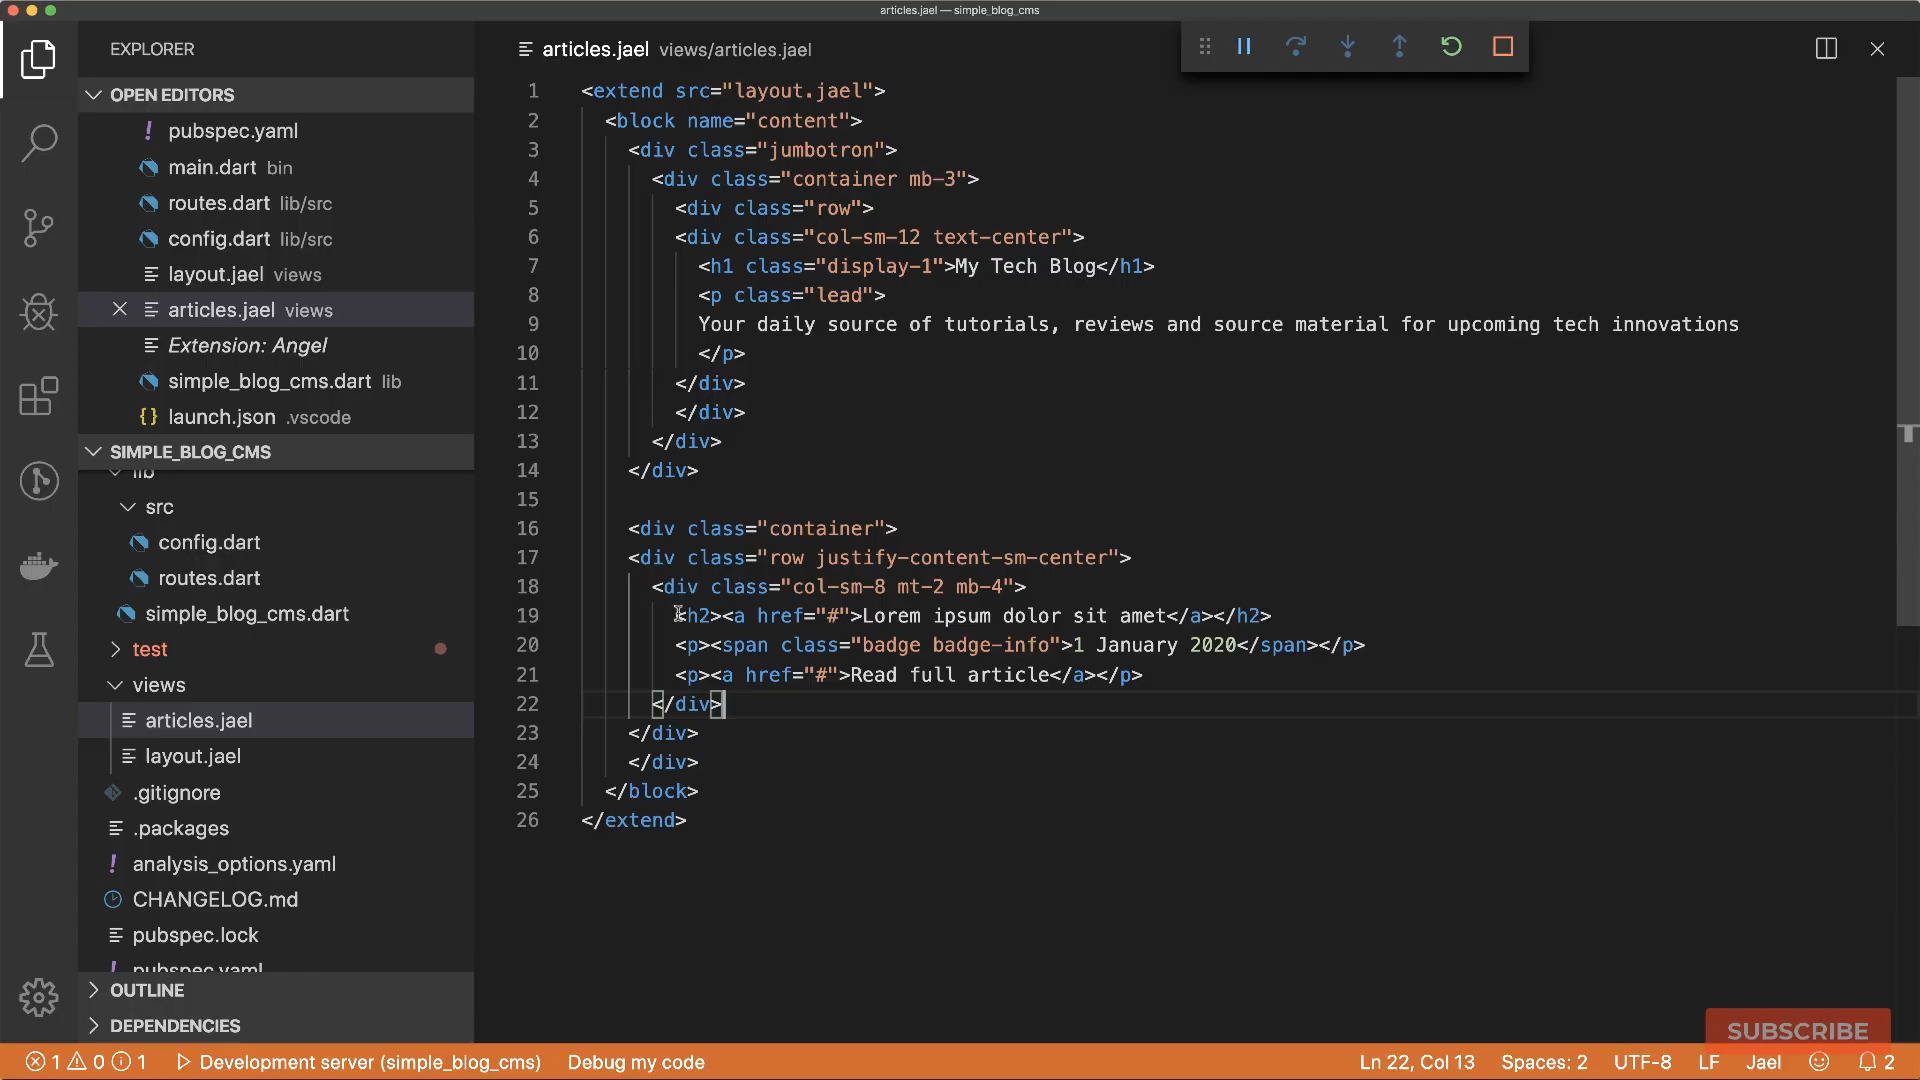 articles.jael — simple_blog_cms
EXPLORER
OPEN EDITORS
! pubspec.yaml
main.dart bin
routes.dart lib/src
config.dart lib/src
layout.jael views
articles.jael views
Extension: Angel
simple_blog_cms.dart lib
{} launch.json .vscode
SIMPLE_BLOG_CMS
lib
src
config.dart
routes.dart
simple_blog_cms.dart
test
views
articles.jael
layout.jael
.gitignore
.packages
! analysis_options.yaml
CHANGELOG.md
pubspec.lock
! pubspec.yaml
OUTLINE
DEPENDENCIES
articles.jael views/articles.jael
1 <extend src="layout.jael">
2 <block name="content">
3 <div class="jumbotron">
4 <div class="container mb-3">
5 <div class="row">
6 <div class="col-sm-12 text-center">
7 <h1 class="display-1">My Tech Blog</h1>
8 <p class="lead">
9 Your daily source of tutorials, reviews and source material for upcoming tech innovations
10 </p>
11 </div>
12 </div>
13 </div>
14 </div>
15
16 <div class="container">
17 <div class="row justify-content-sm-center">
18 <div class="col-sm-8 mt-2 mb-4">
19 <h2><a href="#">Lorem ipsum dolor sit amet</a></h2>
20 <p><span class="badge badge-info">1 January 2020</span></p>
21 <p><a href="#">Read full article</a></p>
22 </div>
23 </div>
24 </div>
25 </block>
26 </extend>
SUBSCRIBE
1 0 1 Development server (simple_blog_cms) Debug my code Ln 22, Col 13 Spaces: 2 UTF-8 LF Jael 2